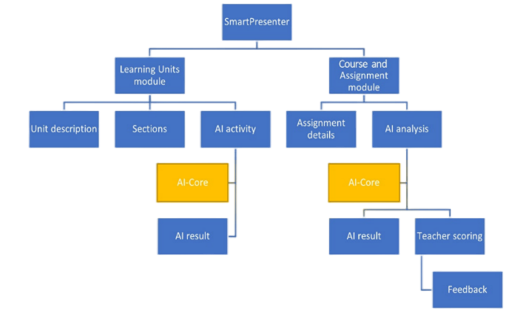 SmartPresenter
Learning Units
module
Course and
Assignment
module
Unit description
Sections
AI activity
Assignment
details
AI analysis
AI-Core
AI-Core
AI result
AI result
Teacher scoring
Feedback